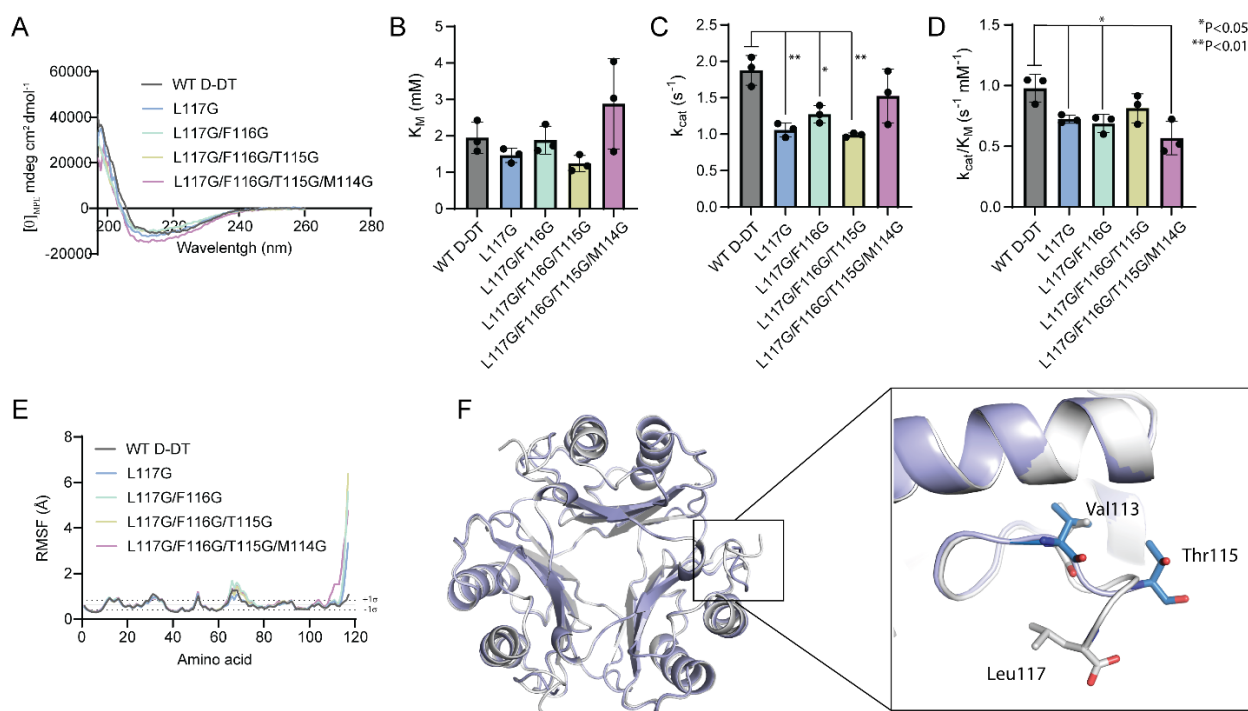 A
60000
40000
20000
0
-20000
[θ]MPE mdeg cm² dmol⁻¹
WT D-DT
L117G
L117G/F116G
L117G/F116G/T115G
L117G/F116G/T115G/M114G
200 220 240 260 280
Wavelentgh (nm)
B
5
4
3
2
1
0
KM (mM)
WT D-DT
L117G
L117G/F116G
L117G/F116G/T115G
L117G/F116G/T115G/M114G
C
2.5
2.0
1.5
1.0
0.5
0.0
kcat (s⁻¹)
**
*
**
WT D-DT
L117G
L117G/F116G
L117G/F116G/T115G
L117G/F116G/T115G/M114G
D
*P<0.05
**P<0.01
1.5
1.0
0.5
0.0
kcat/KM (s⁻¹ mM⁻¹)
*
WT D-DT
L117G
L117G/F116G
L117G/F116G/T115G
L117G/F116G/T115G/M114G
E
8
6
4
2
0
RMSF (Å)
WT D-DT
L117G
L117G/F116G
L117G/F116G/T115G
L117G/F116G/T115G/M114G
~1σ
-1σ
0 20 40 60 80 100 120
Amino acid
F
Val113
Thr115
Leu117